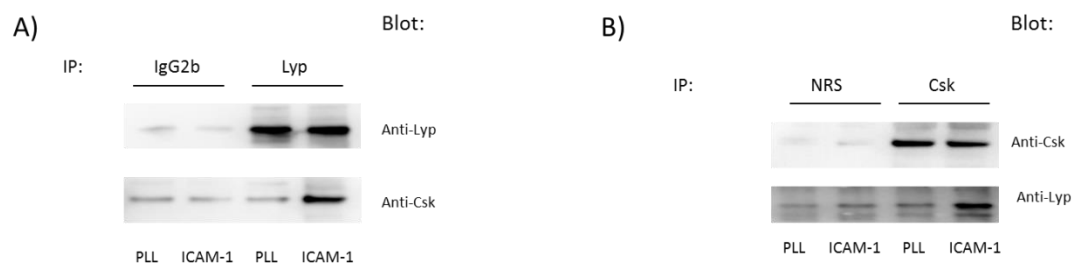 A)
Blot:
IP:
IgG2b
Lyp
Anti-Lyp
Anti-Csk
PLL
ICAM-1
PLL
ICAM-1
B)
Blot:
IP:
NRS
Csk
Anti-Csk
Anti-Lyp
PLL
ICAM-1
PLL
ICAM-1